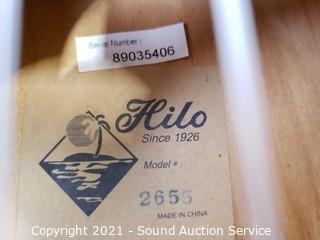 Serial Number:
89035406
Hilo
Since 1926
Model #
2655
MADE IN CHINA
Copyright 2021 - Sound Auction Service